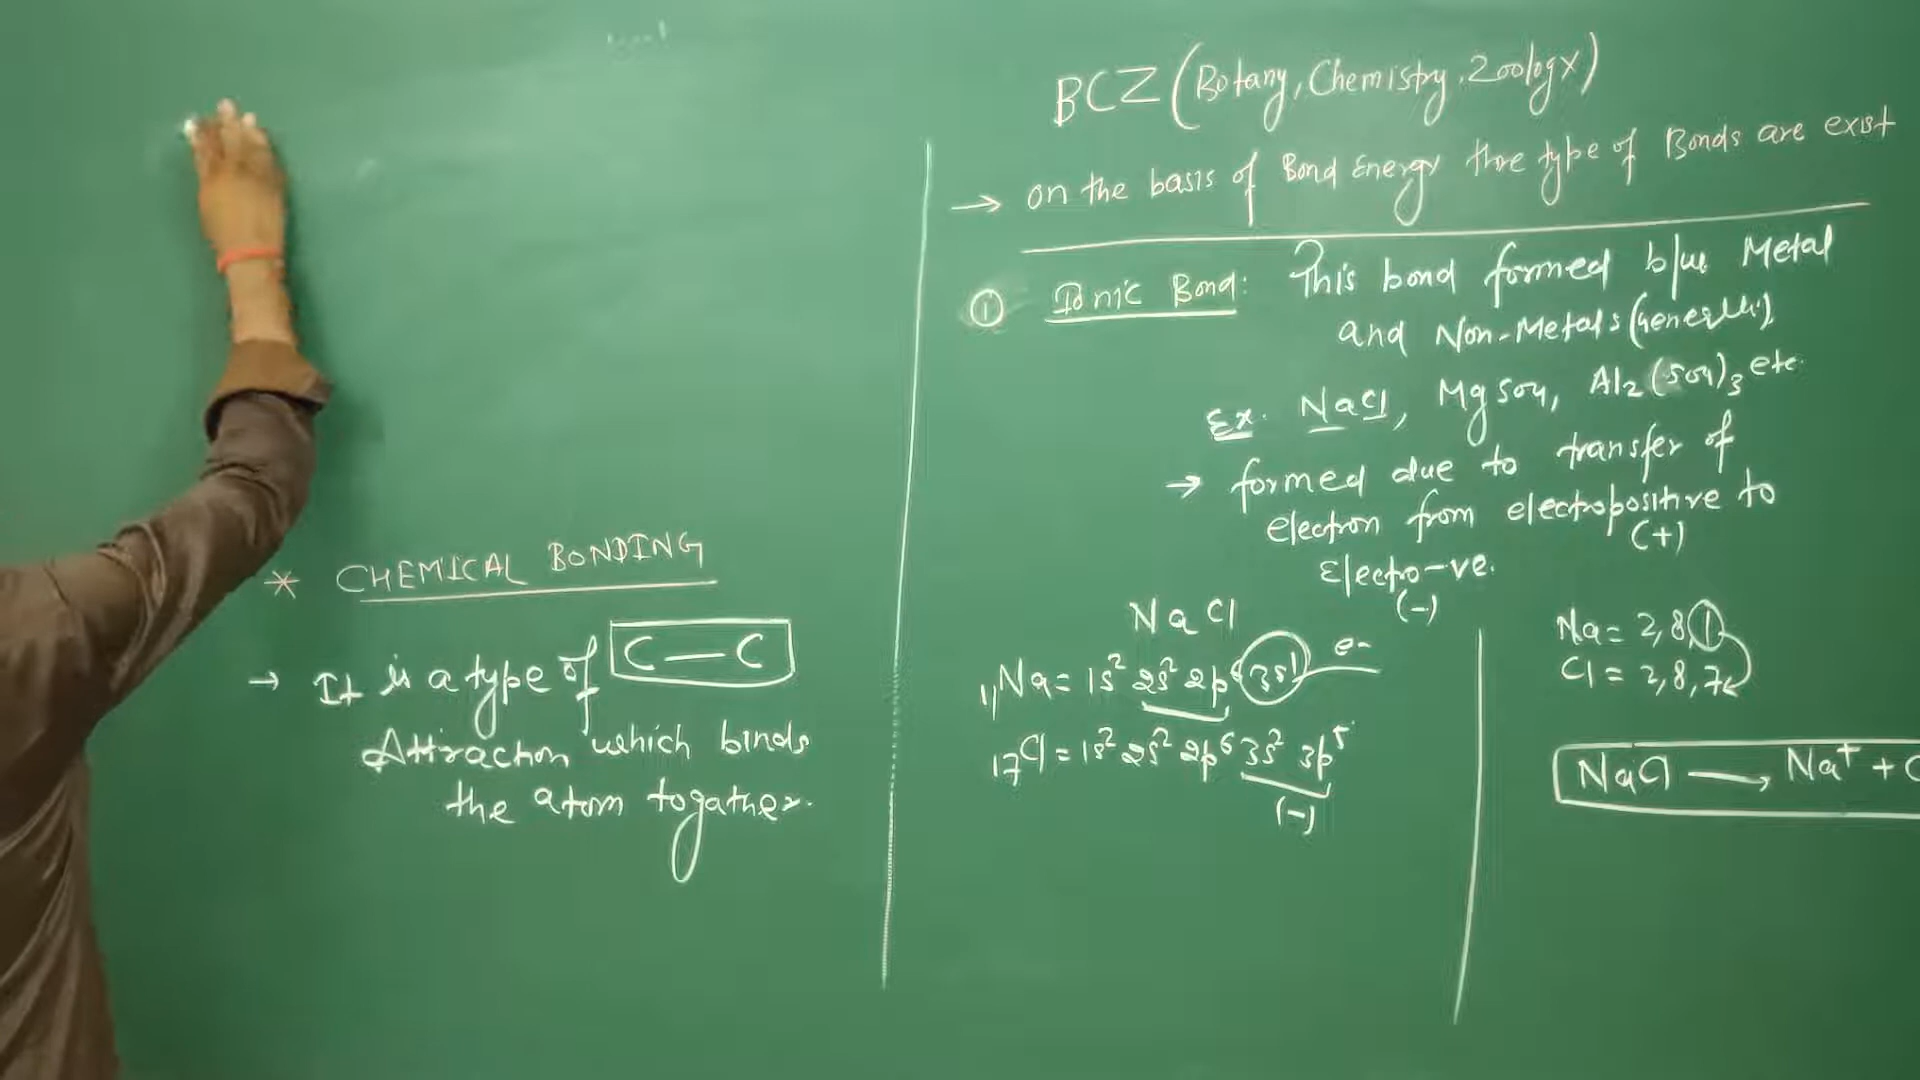 * CHEMICAL BONDING
→ It is a type of C — C
Attraction which binds
the atom togather.
BCZ (Botany, Chemistry, Zoology)
→ on the basis of Bond Energy thre type of Bonds are exist
① Ionic Bond: This bond formed b/w Metal
and Non-Metals (Generally)
Ex. NaCl, MgSO4, Al2(SO4)3 etc.
→ formed due to transfer of
electron from electropositive to
(+)
Electro-ve.
(-)
NaCl
11Na = 1s² 2s² 2p⁶ 3s¹ e-
17Cl = 1s² 2s² 2p⁶ 3s² 3p⁵
(-)
Na = 2,8,1
Cl = 2,8,7
NaCl → Na⁺ + C